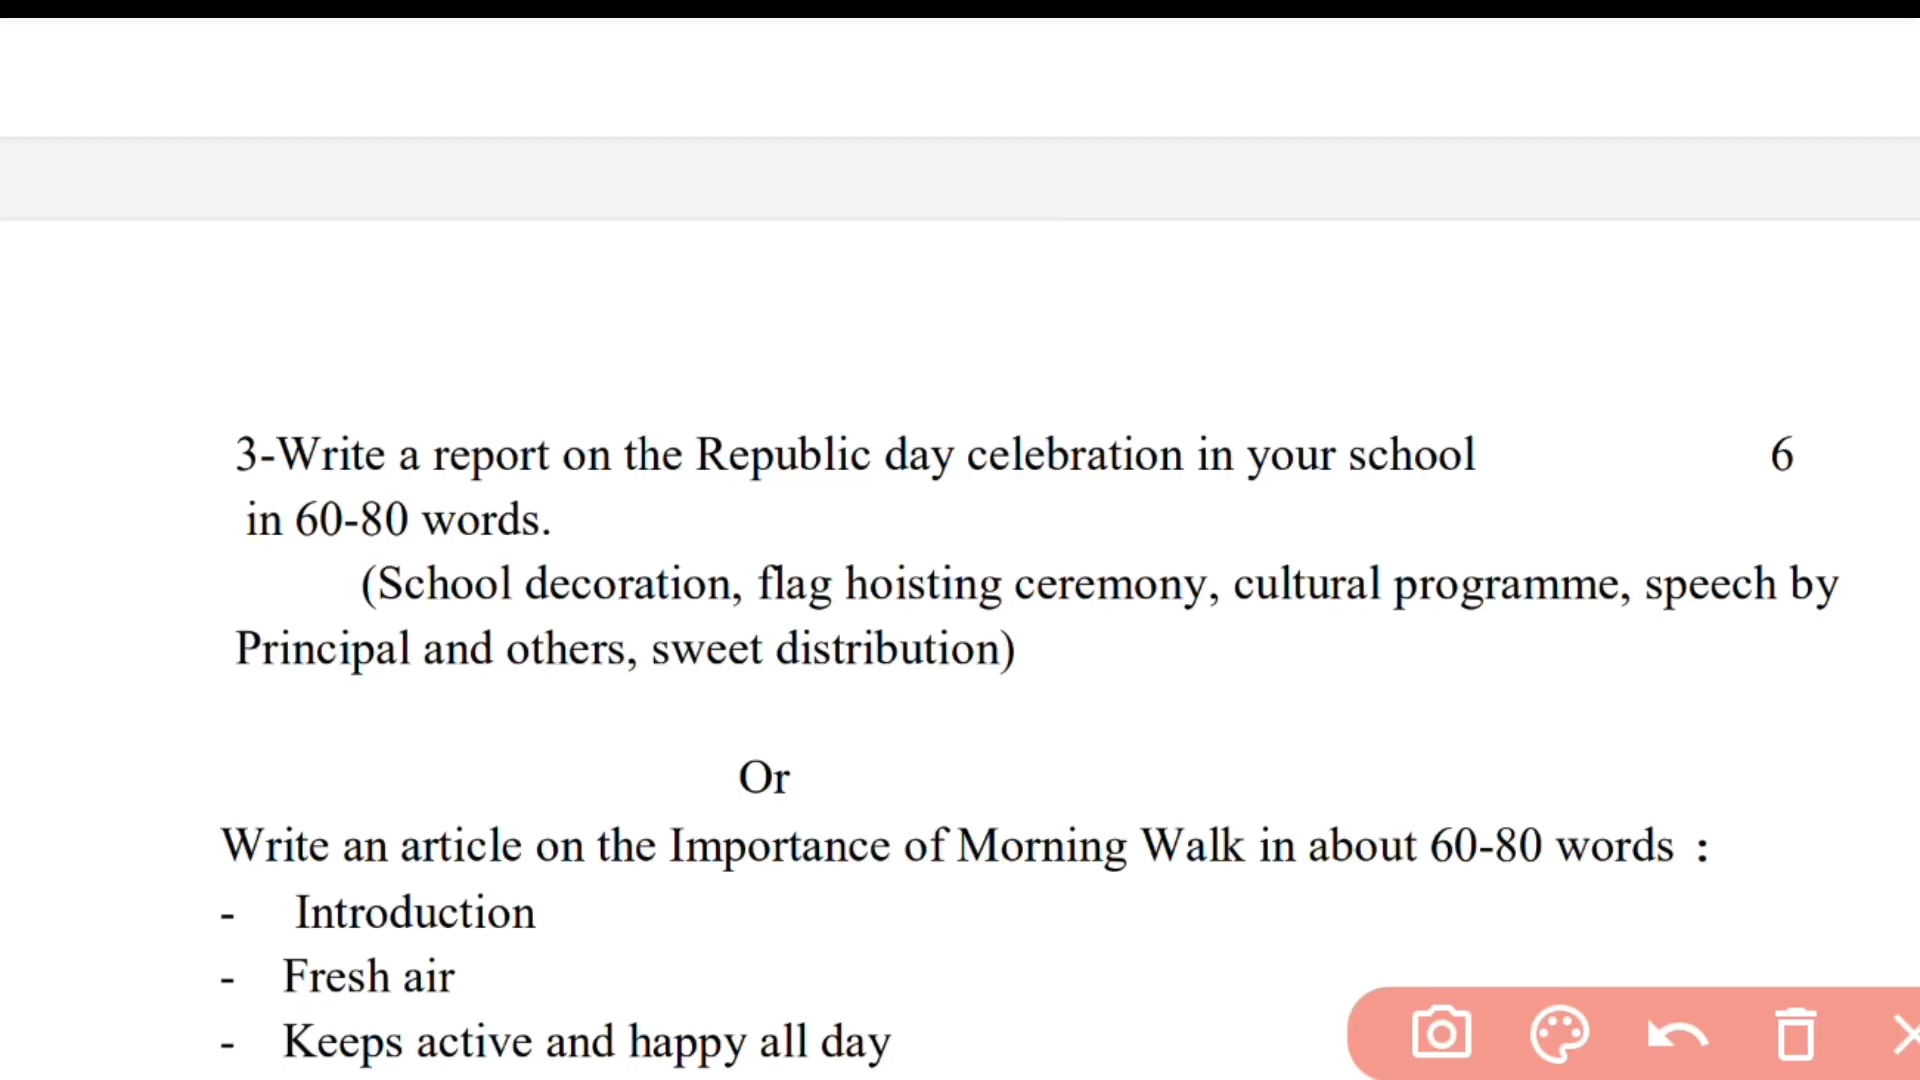 3-Write a report on the Republic day celebration in your school 6
in 60-80 words.
(School decoration, flag hoisting ceremony, cultural programme, speech by
Principal and others, sweet distribution)
Or
Write an article on the Importance of Morning Walk in about 60-80 words :
- Introduction
- Fresh air
- Keeps active and happy all day